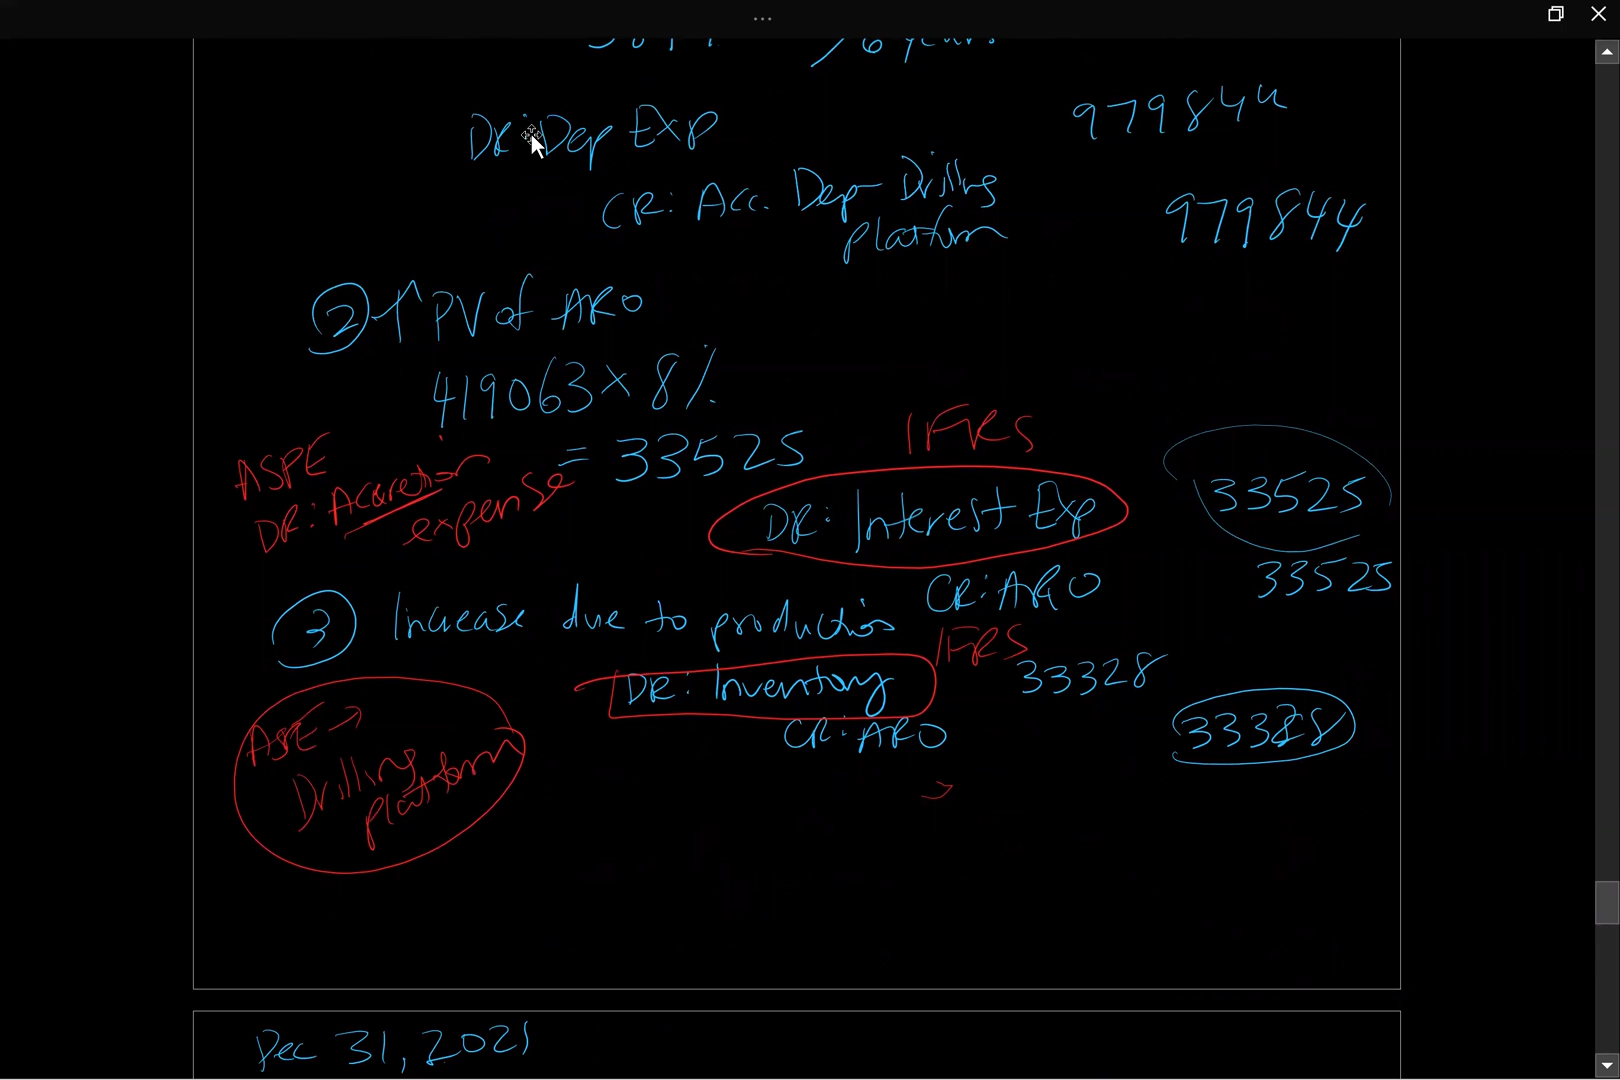 /6 years.
DR: Dep Exp 979844
CR: Acc. Dep Drilling platform 979844
② ↑ PV of ARO
419063 × 8%
= 33525
ASPE
DR: Accretion expense
IFRS
DR: Interest Exp 33525
CR: ARO 33525
③ Increase due to production
IFRS
DR: Inventory 33328
CR: ARO 33328
ASPE →
Drilling platform
Dec 31, 2021